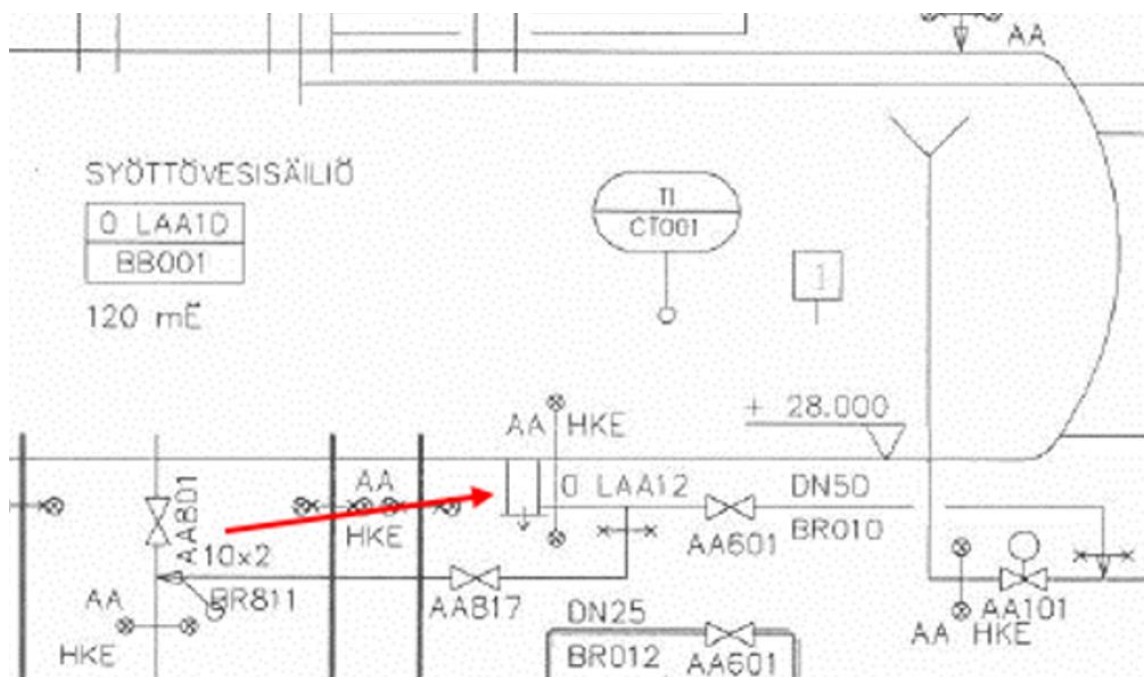 AA
SYÖTTÖVESISÄILIÖ
0 LAA10
BB001
120 mË
TI
CT001
1
+ 28.000
AA HKE
AA801
AA
HKE
0 LAA12
DN50
AA601
BR010
10x2
BR811
AA817
AA
HKE
DN25
BR012
AA601
AA101
AA HKE